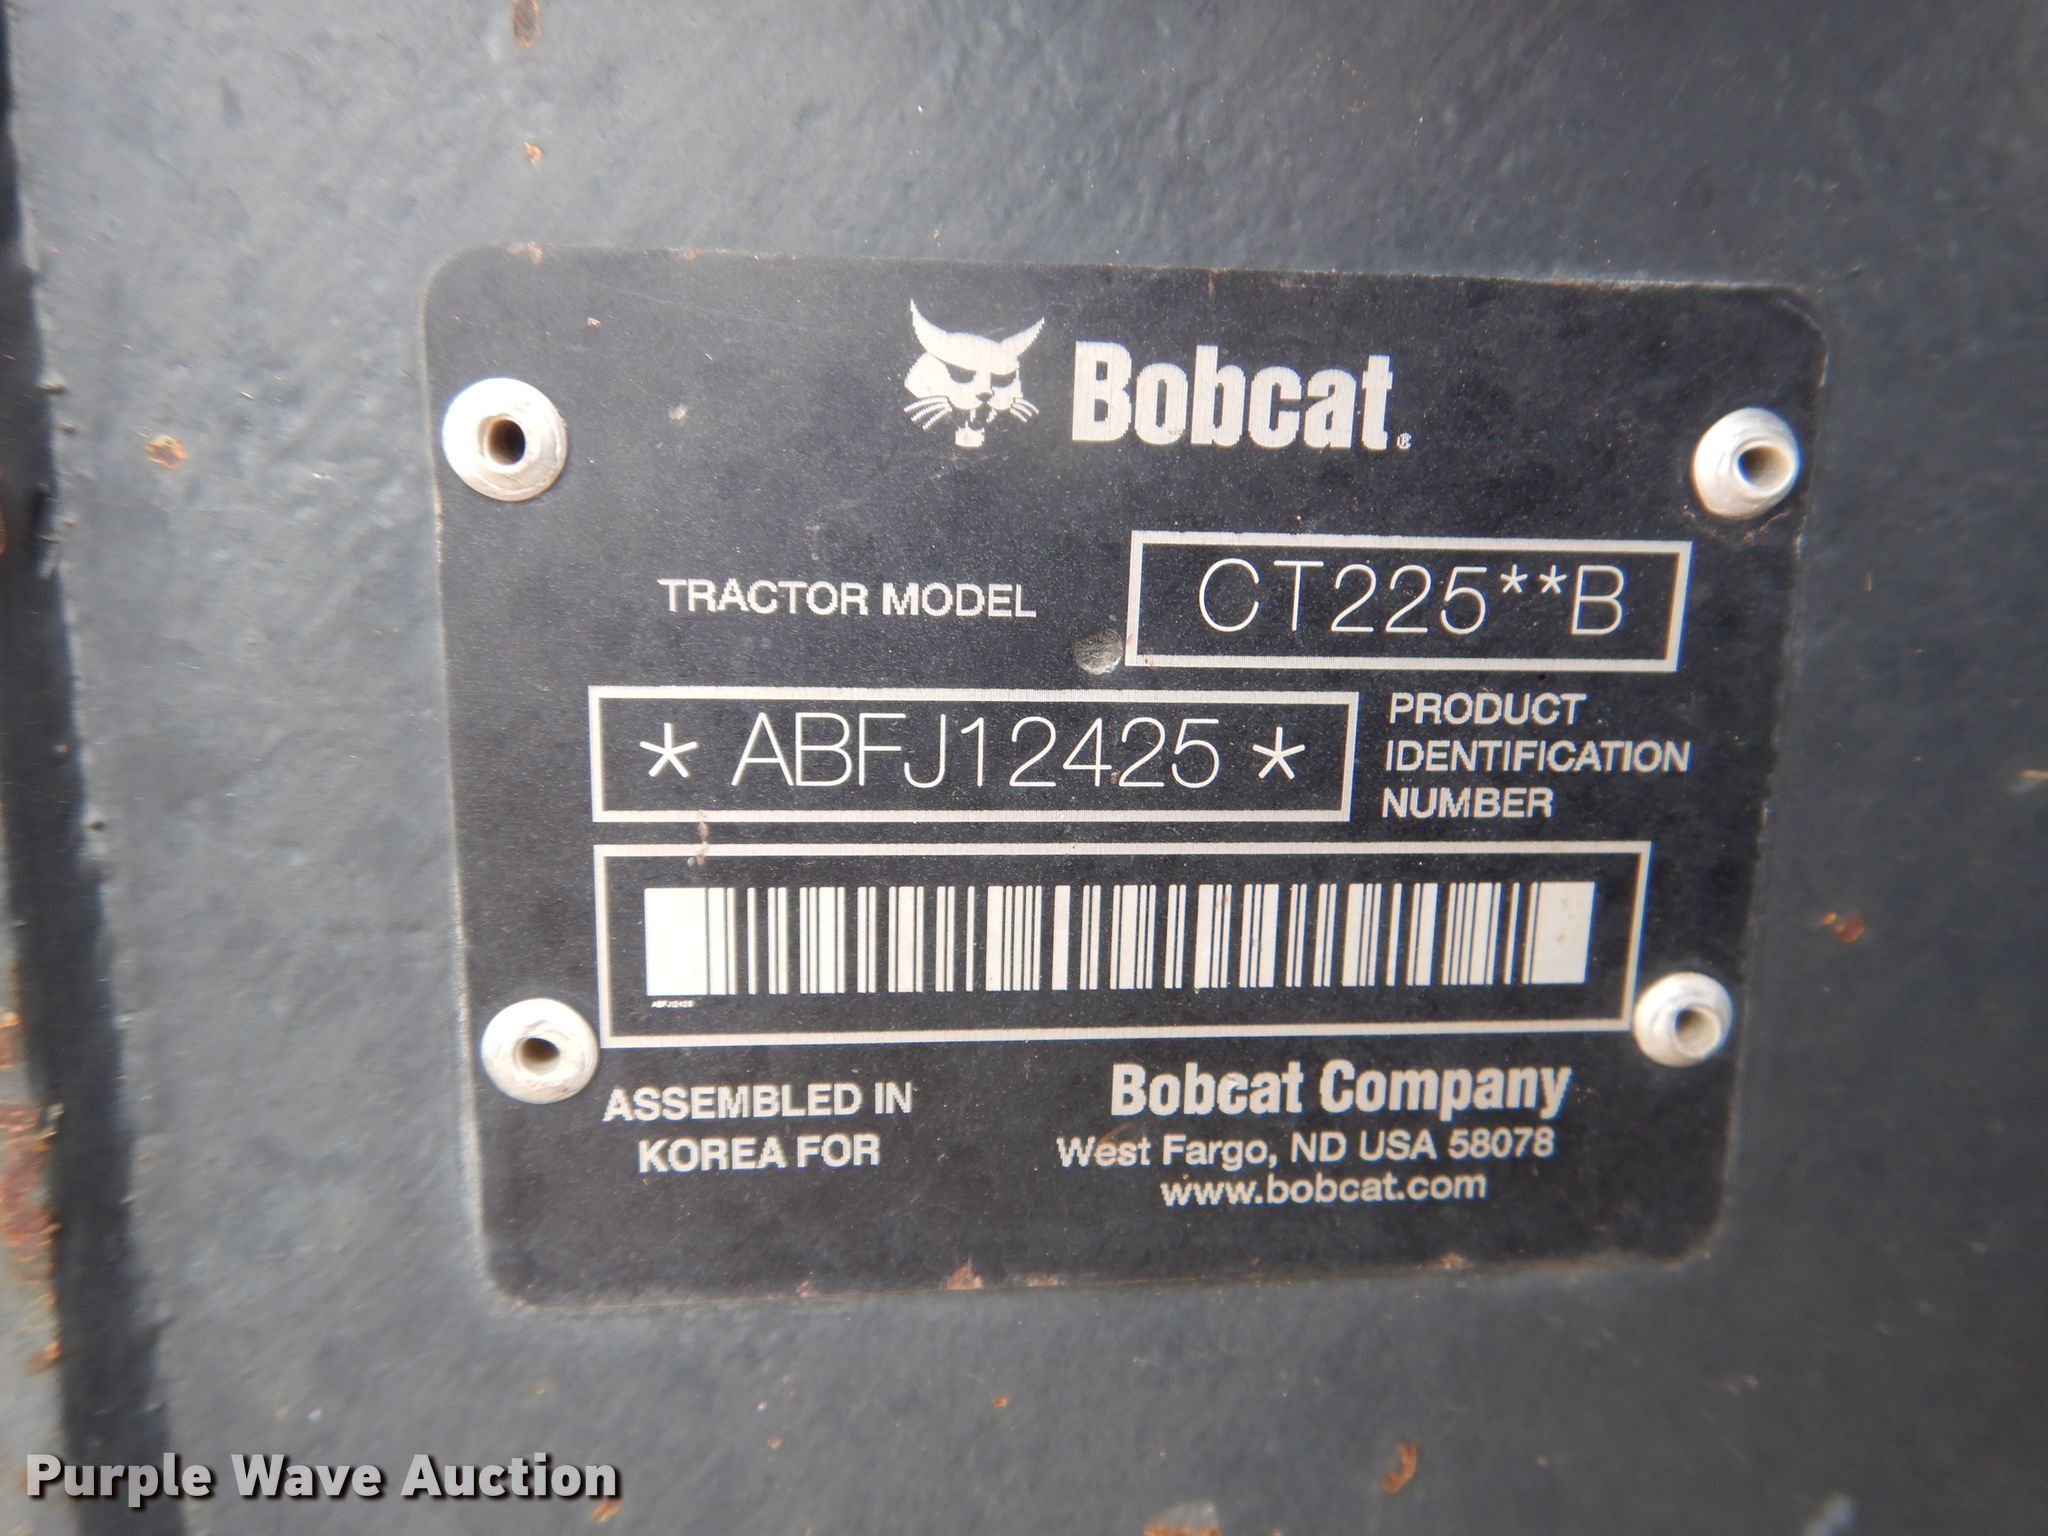 Bobcat®
TRACTOR MODEL CT225**B
*ABFJ12425*
PRODUCT
IDENTIFICATION
NUMBER
ABFJ12425
ASSEMBLED IN
KOREA FOR
Bobcat Company
West Fargo, ND USA 58078
www.bobcat.com
Purple Wave Auction